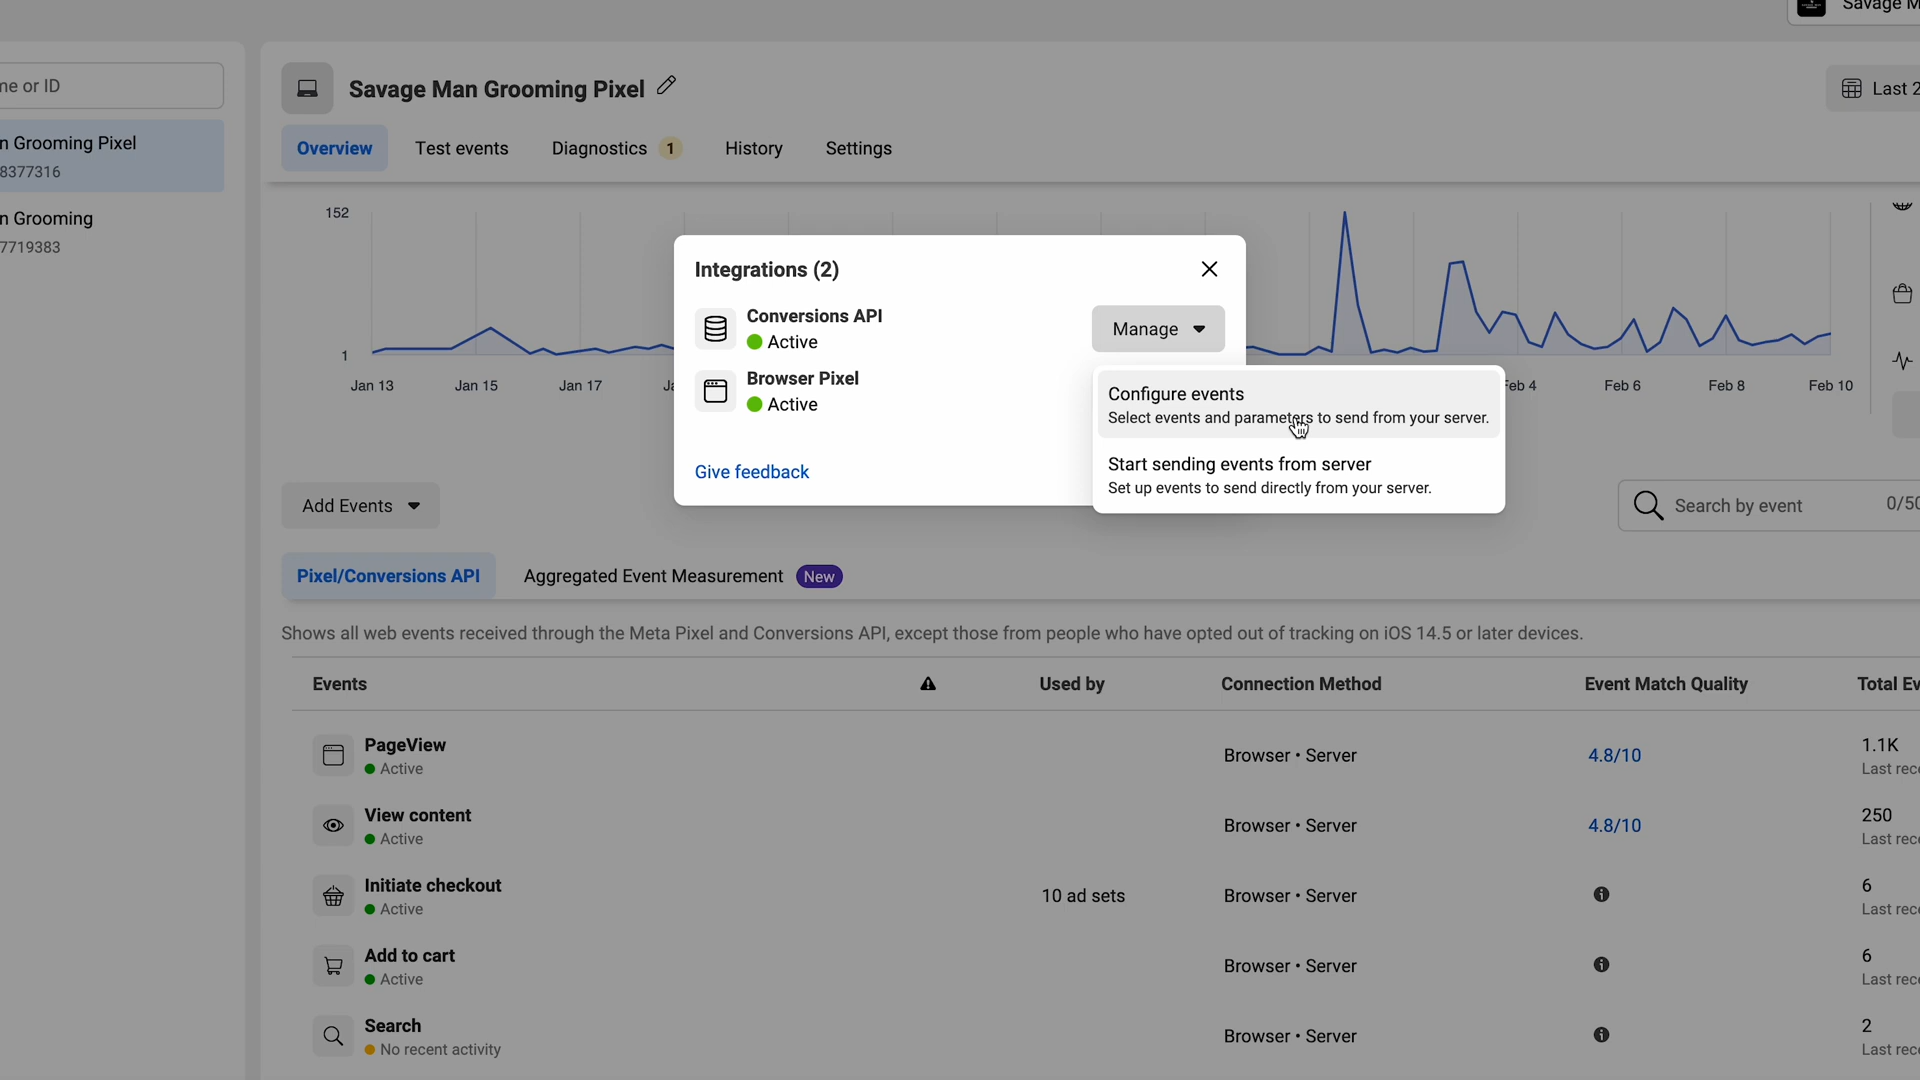 Savage M
me or ID
n Grooming Pixel
8377316
n Grooming
7719383
Savage Man Grooming Pixel
Last 2
Overview
Test events
Diagnostics 1
History
Settings
152
1
Jan 13
Jan 15
Jan 17
Ja
Feb 4
Feb 6
Feb 8
Feb 10
Integrations (2)
Conversions API
Active
Manage
Browser Pixel
Active
Give feedback
Configure events
Select events and parameters to send from your server.
Start sending events from server
Set up events to send directly from your server.
Add Events
Search by event
0/50
Pixel/Conversions API
Aggregated Event Measurement New
Shows all web events received through the Meta Pixel and Conversions API, except those from people who have opted out of tracking on iOS 14.5 or later devices.
Events
Used by
Connection Method
Event Match Quality
Total Ev
PageView
Active
Browser • Server
4.8/10
1.1K
Last rece
View content
Active
Browser • Server
4.8/10
250
Last rece
Initiate checkout
Active
10 ad sets
Browser • Server
6
Last rece
Add to cart
Active
Browser • Server
6
Last rece
Search
No recent activity
Browser • Server
2
Last rece